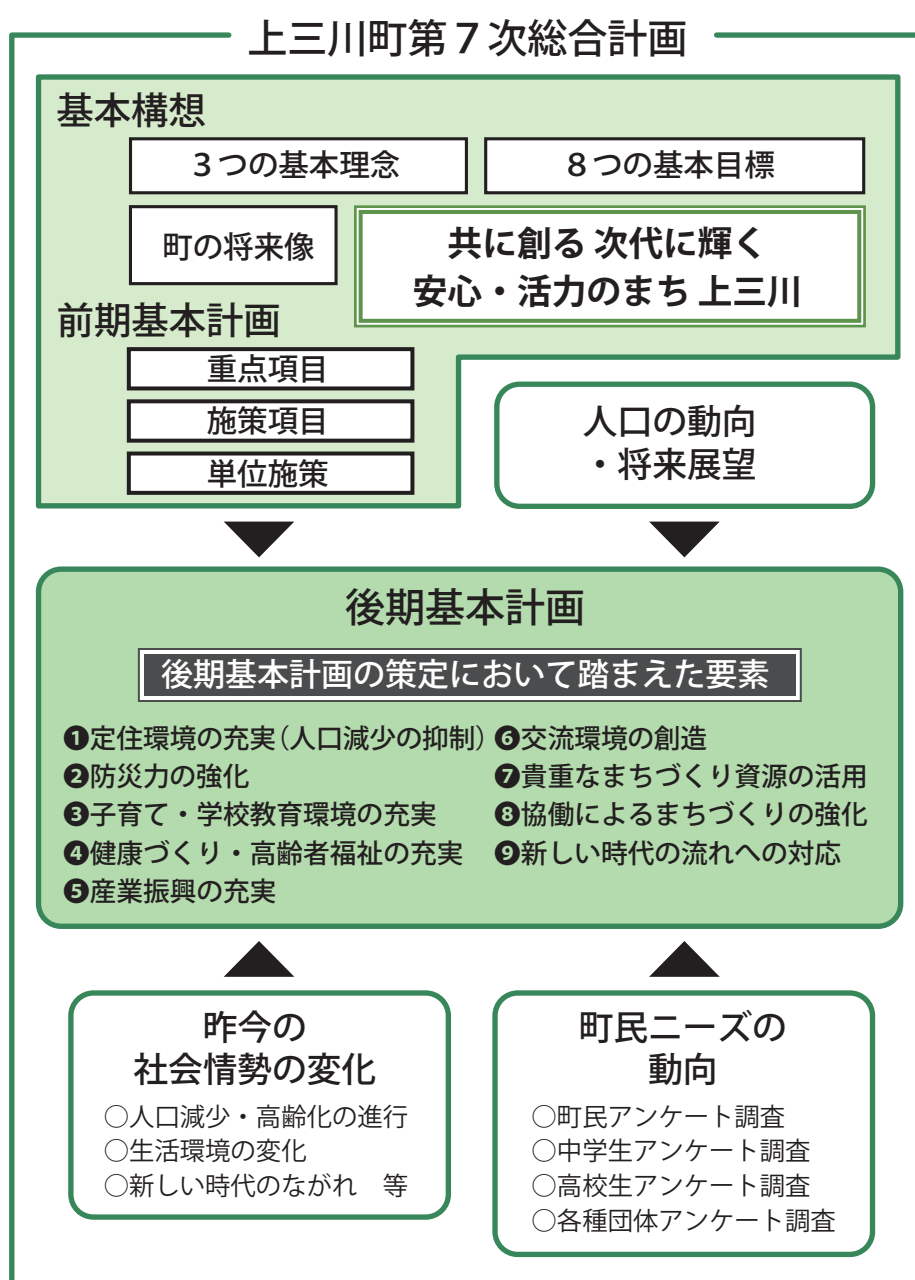 上三川町第7次総合計画
基本構想
3つの基本理念
8つの基本目標
町の将来像
共に創る 次代に輝く
安心・活力のまち 上三川
前期基本計画
重点項目
施策項目
単位施策
人口の動向
・将来展望
後期基本計画
後期基本計画の策定において踏まえた要素
❶定住環境の充実(人口減少の抑制)
❷防災力の強化
❸子育て・学校教育環境の充実
❹健康づくり・高齢者福祉の充実
❺産業振興の充実
❻交流環境の創造
❼貴重なまちづくり資源の活用
❽協働によるまちづくりの強化
❾新しい時代の流れへの対応
昨今の
社会情勢の変化
○人口減少・高齢化の進行
○生活環境の変化
○新しい時代のながれ 等
町民ニーズの
動向
○町民アンケート調査
○中学生アンケート調査
○高校生アンケート調査
○各種団体アンケート調査